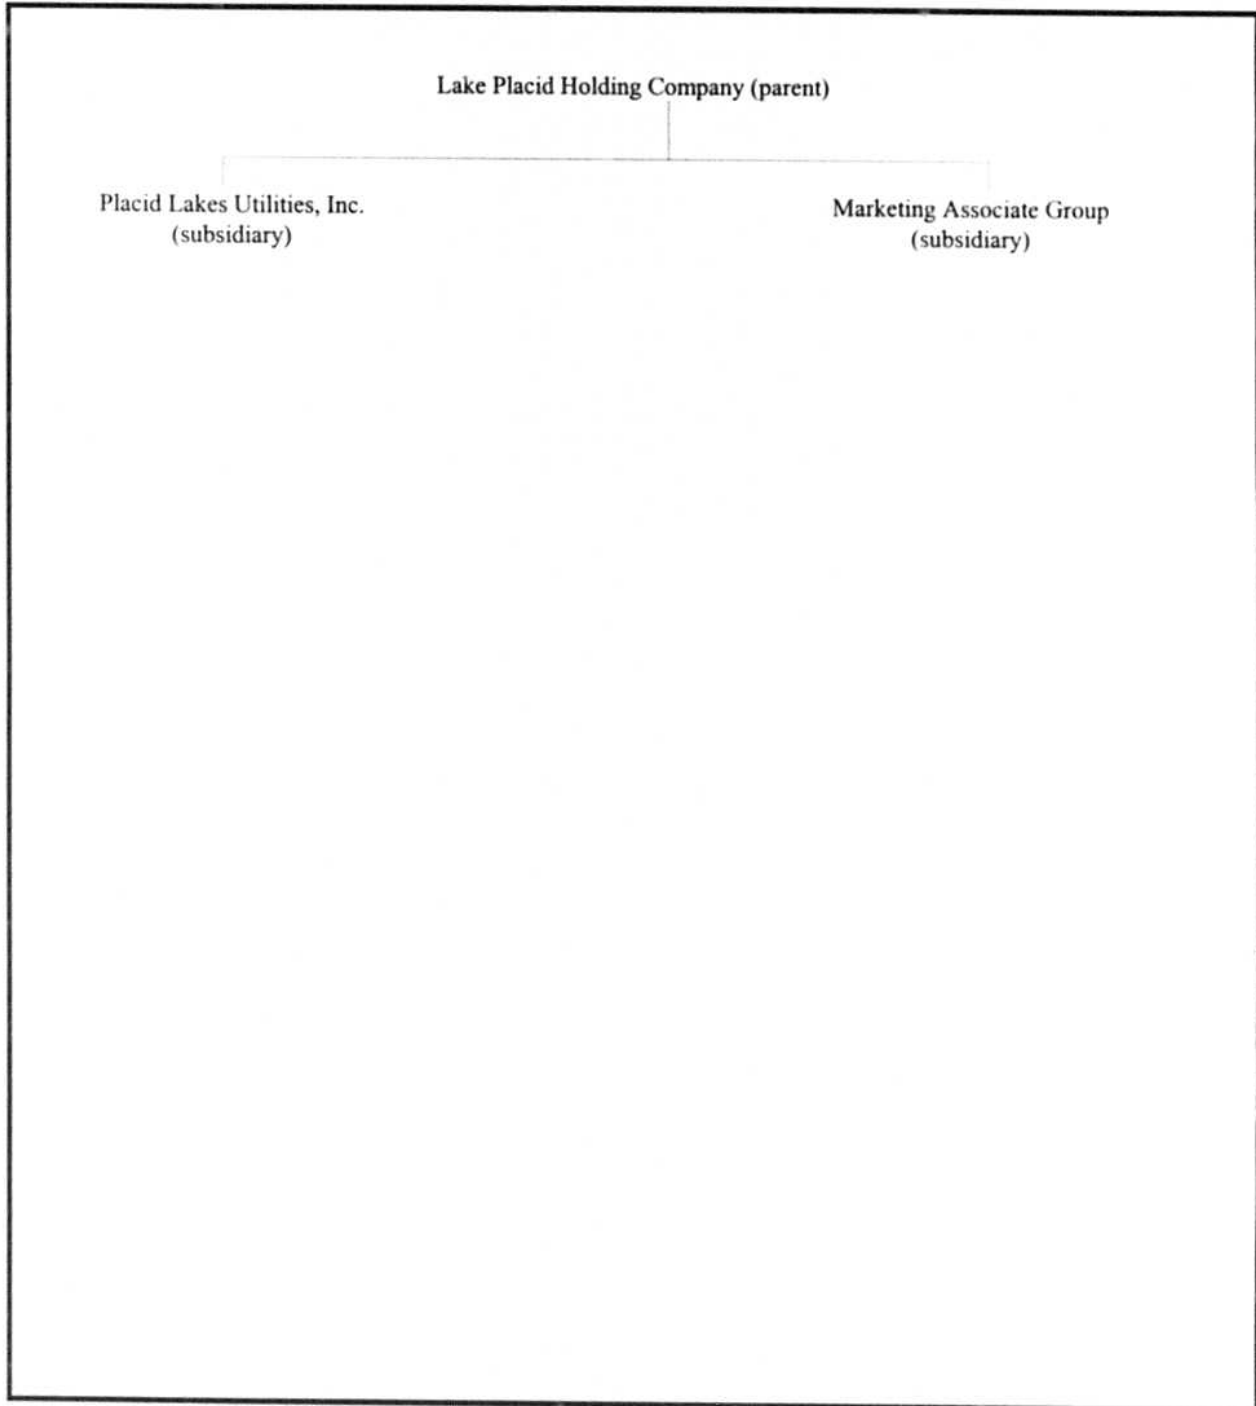 Lake Placid Holding Company (parent)
Placid Lakes Utilities, Inc.
(subsidiary)
Marketing Associate Group
(subsidiary)